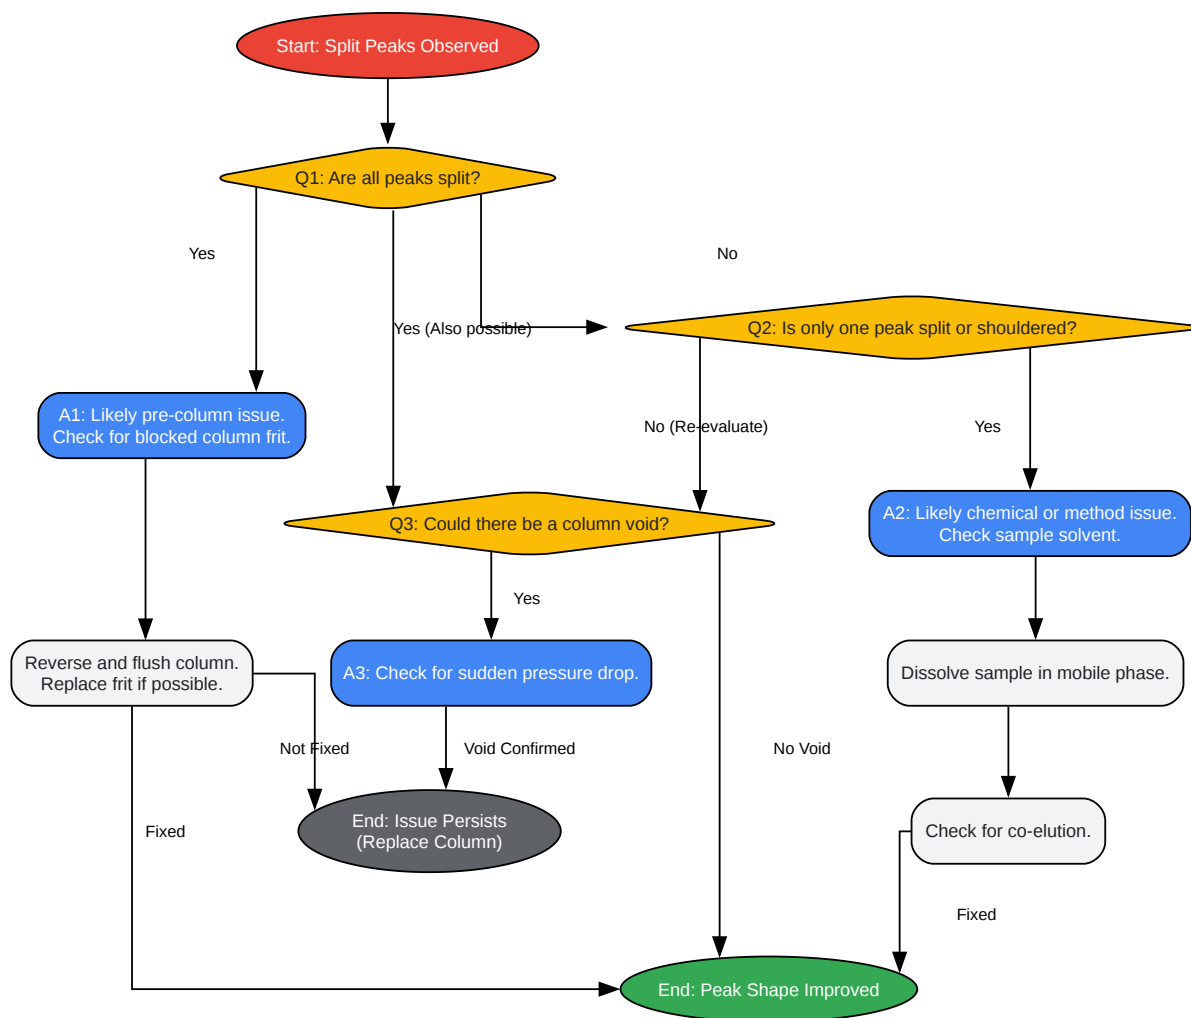 Start: Split Peaks Observed
Q1: Are all peaks split?
Yes
No
Yes (Also possible)
Q2: Is only one peak split or shouldered?
A1: Likely pre-column issue.
Check for blocked column frit.
No (Re-evaluate)
Yes
Q3: Could there be a column void?
A2: Likely chemical or method issue.
Check sample solvent.
Yes
Reverse and flush column.
Replace frit if possible.
A3: Check for sudden pressure drop.
Dissolve sample in mobile phase.
Not Fixed
Void Confirmed
No Void
End: Issue Persists
(Replace Column)
Fixed
Check for co-elution.
Fixed
End: Peak Shape Improved